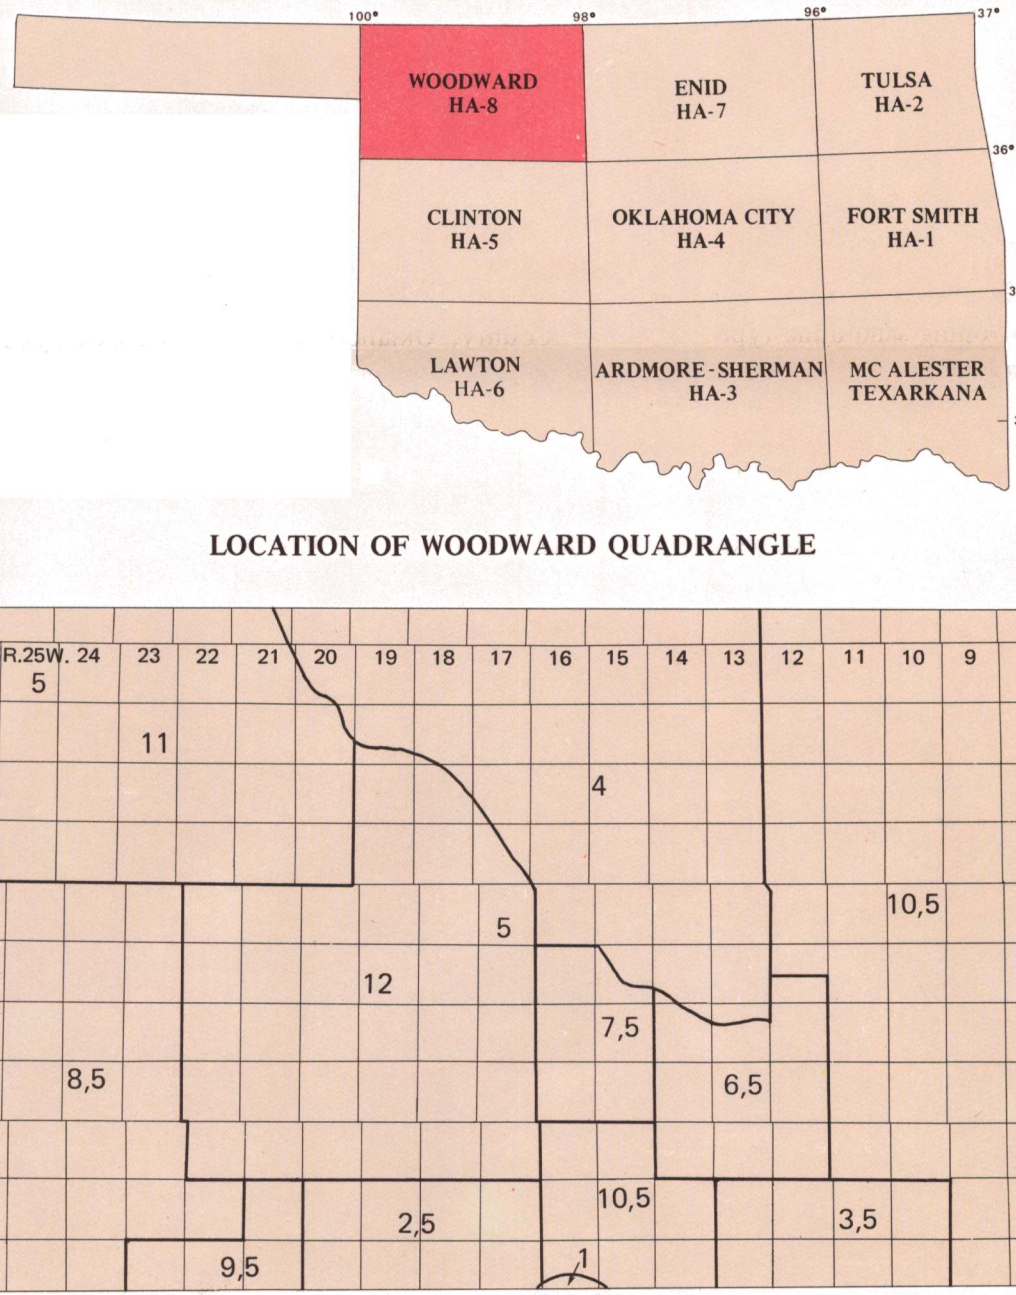 100° 98° 96° 37°
WOODWARD
HA-8
ENID
HA-7
TULSA
HA-2
36°
CLINTON
HA-5
OKLAHOMA CITY
HA-4
FORT SMITH
HA-1
LAWTON
HA-6
ARDMORE-SHERMAN
HA-3
MC ALESTER
TEXARKANA
LOCATION OF WOODWARD QUADRANGLE
R.25W. 24 23 22 21 20 19 18 17 16 15 14 13 12 11 10 9
5
11
4
10,5
5
12
7,5
8,5
6,5
10,5
2,5
3,5
1
9,5